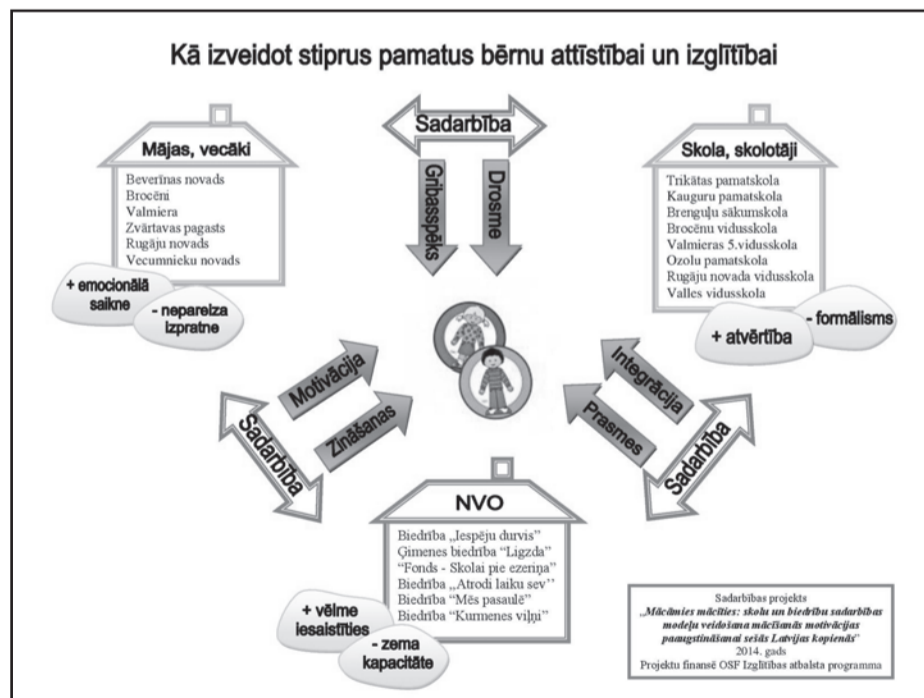 Kā izveidot stiprus pamatus bērnu attīstībai un izglītībai
Sadarbība
Mājas, vecāki
Beverīnas novads
Brocēni
Valmiera
Zvārtavas pagasts
Rugāju novads
Vecumnieku novads
+ emocionālā
saikne
- nepareiza
izpratne
Gribasspēks
Drosme
Skola, skolotāji
Trikātas pamatskola
Kauguru pamatskola
Brenguļu sākumskola
Brocēnu vidusskola
Valmieras 5.vidusskola
Ozolu pamatskola
Rugāju novada vidusskola
Valles vidusskola
- formālisms
+ atvērtība
Motivācija
Zināšanas
Sadarbība
Integrācija
Prasmes
Sadarbība
NVO
Biedrība „Iespēju durvis”
Ģimenes biedrība “Ligzda”
“Fonds - Skolai pie ezeriņa”
Biedrība „Atrodi laiku sev’’
Biedrība “Mēs pasaulē”
Biedrība “Kurmenes viļņi”
+ vēlme
iesaistīties
- zema
kapacitāte
Sadarbības projekts
„Mācāmies mācīties: skolu un biedrību sadarbības
modeļu veidošana mācīšanās motivācijas
paaugstināšanai sešās Latvijas kopienās”
2014. gads
Projektu finansē OSF Izglītības atbalsta programma